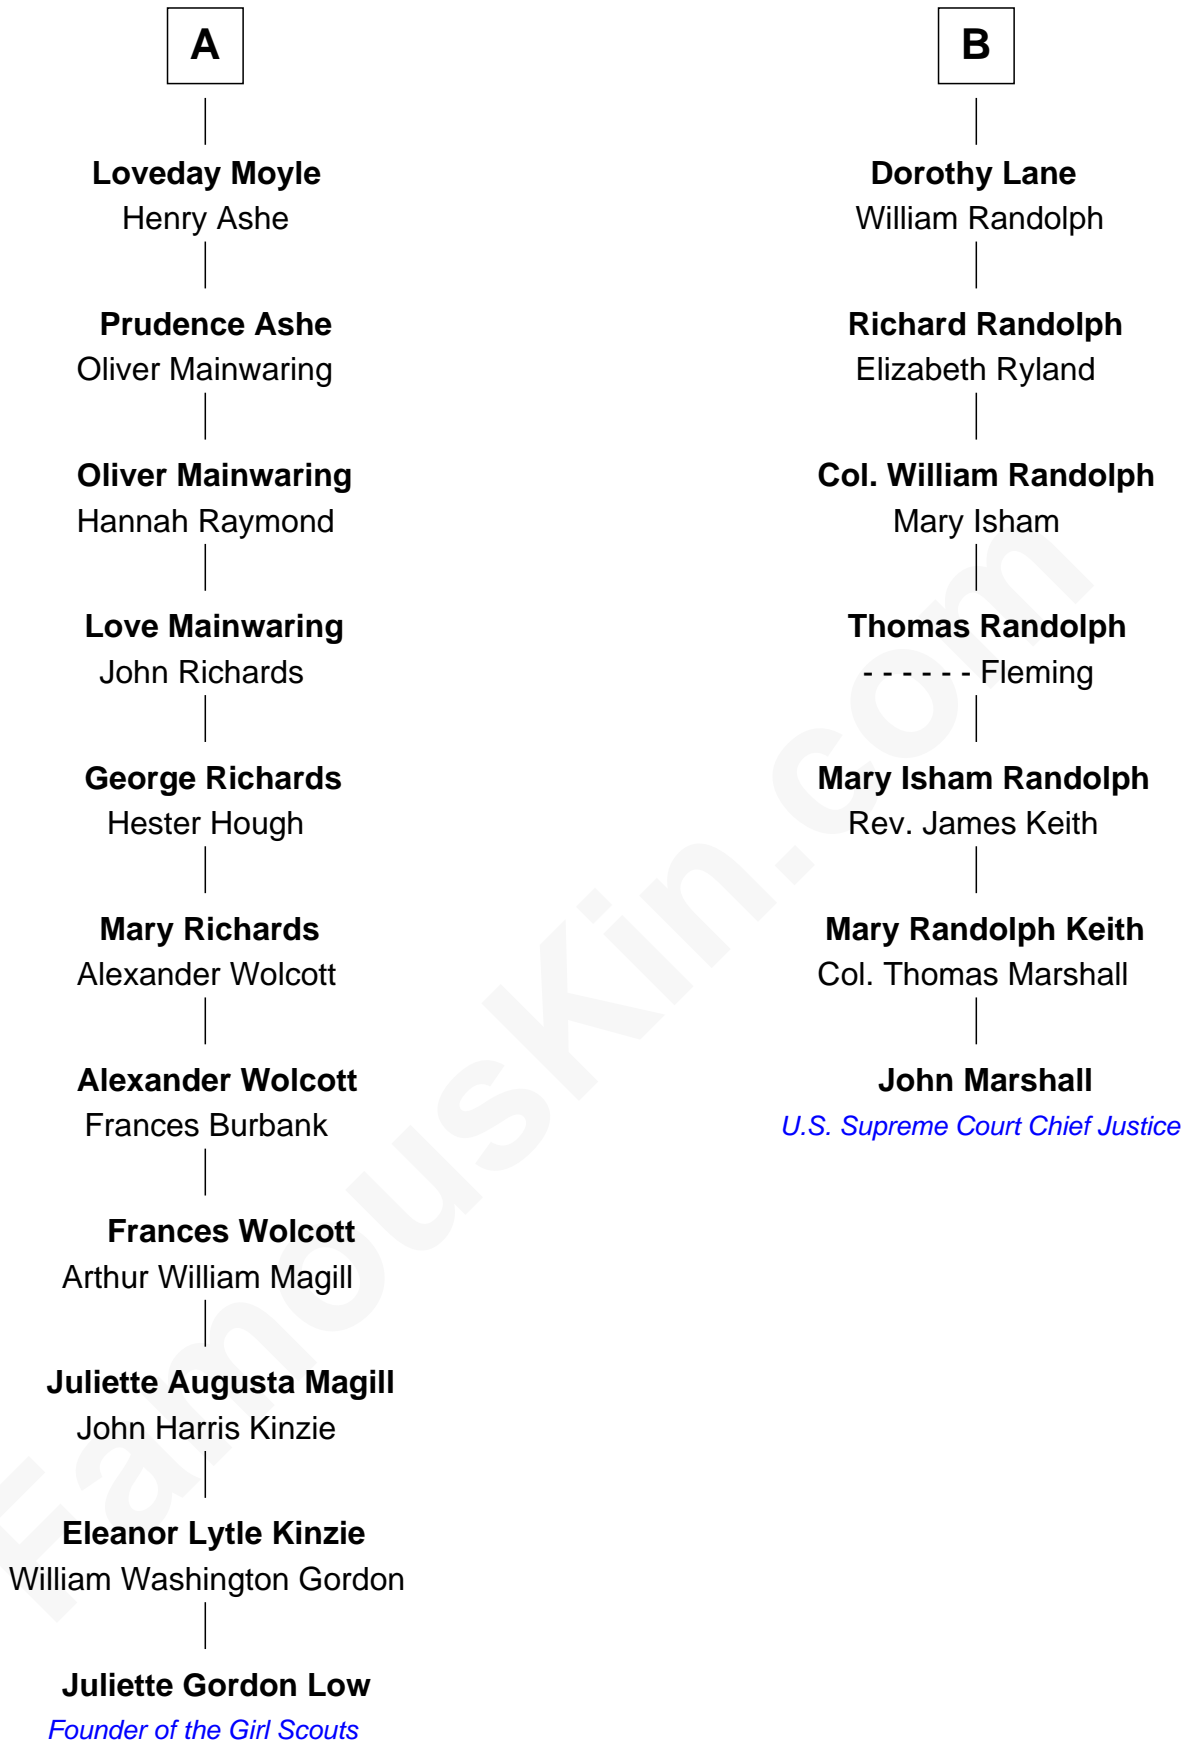 A
Loveday Moyle
Henry Ashe
Prudence Ashe
Oliver Mainwaring
Oliver Mainwaring
Hannah Raymond
Love Mainwaring
John Richards
George Richards
Hester Hough
Mary Richards
Alexander Wolcott
Alexander Wolcott
Frances Burbank
Frances Wolcott
Arthur William Magill
Juliette Augusta Magill
John Harris Kinzie
Eleanor Lytle Kinzie
William Washington Gordon
Juliette Gordon Low
Founder of the Girl Scouts
B
Dorothy Lane
William Randolph
Richard Randolph
Elizabeth Ryland
Col. William Randolph
Mary Isham
Thomas Randolph
- - - - - - Fleming
Mary Isham Randolph
Rev. James Keith
Mary Randolph Keith
Col. Thomas Marshall
John Marshall
U.S. Supreme Court Chief Justice
FamousKin.com